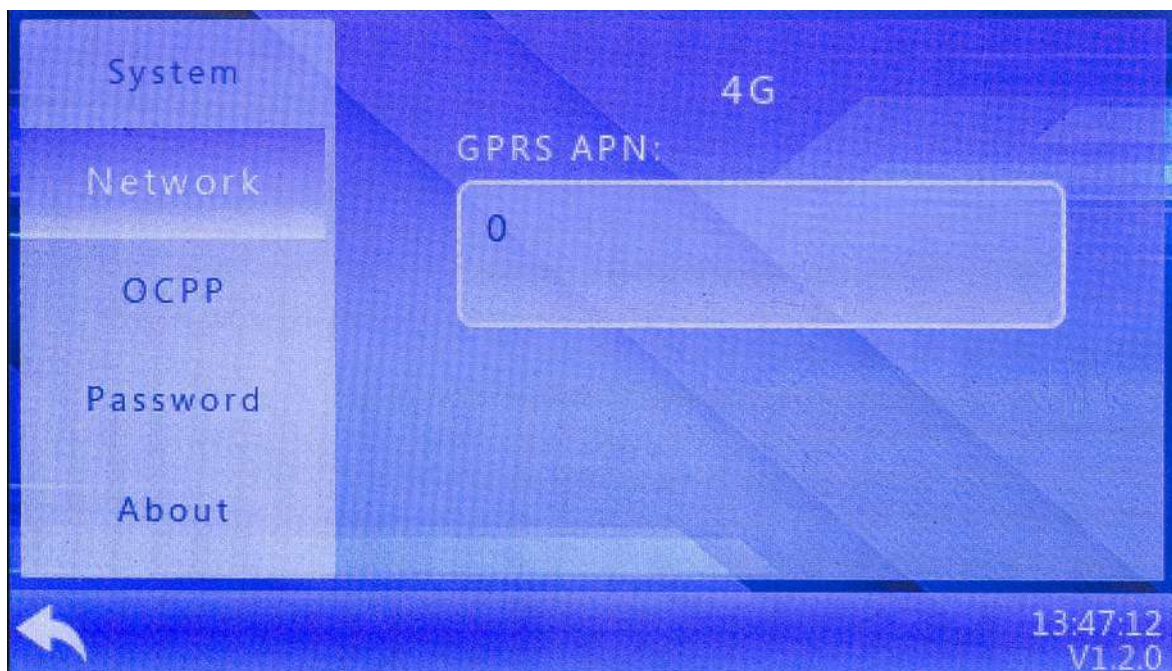 System
Network
OCPP
Password
About
4G
GPRS APN:
0
13:47:12
V1.2.0